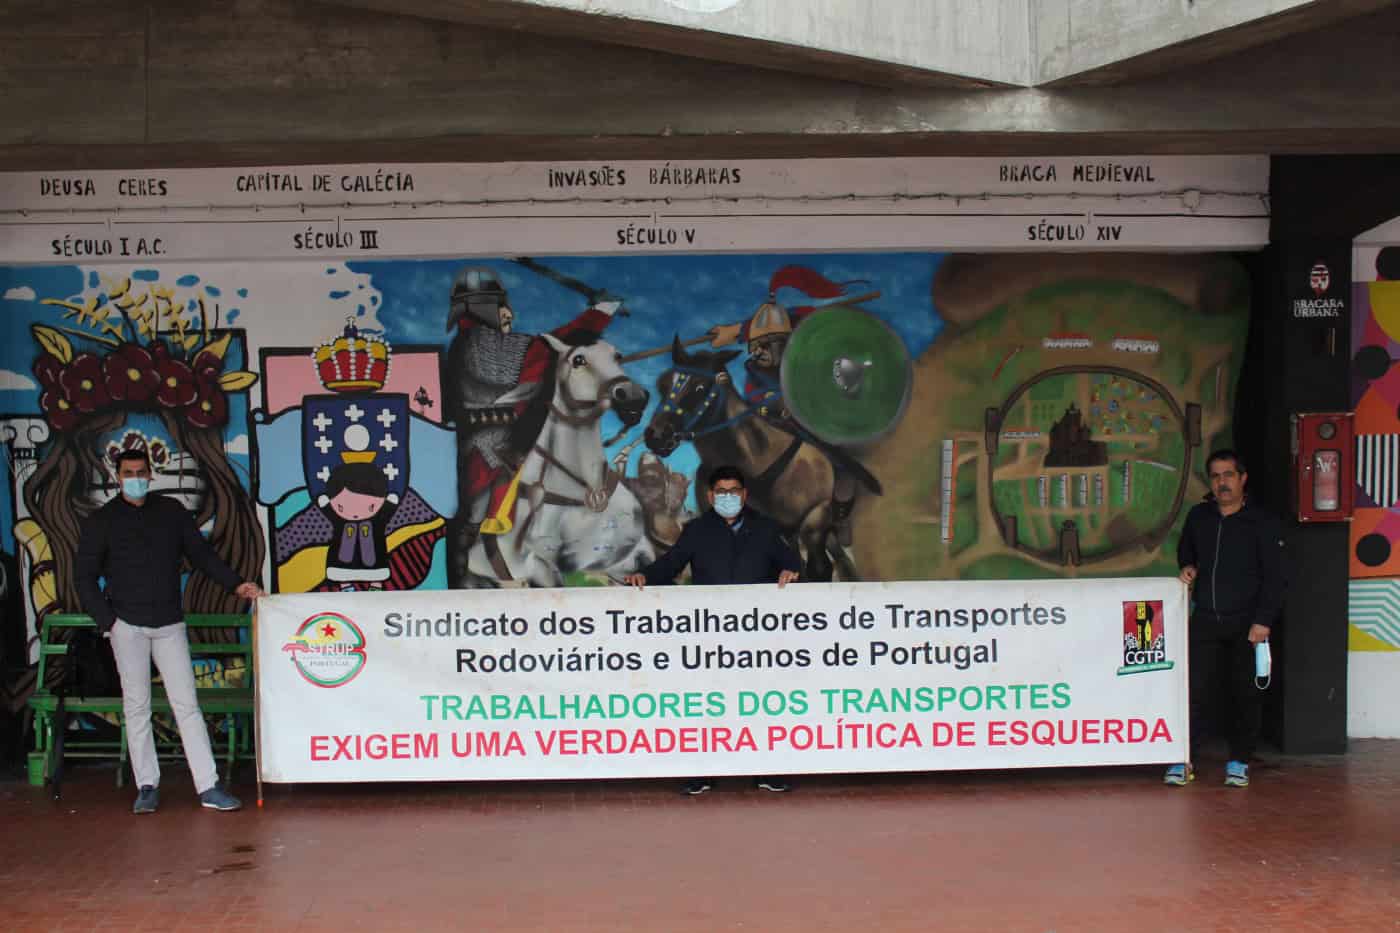 DEUSA CERES
SÉCULO I A.C.
CAPITAL DE GALÉCIA
SÉCULO III
INVASÕES BÁRBARAS
SÉCULO V
BRAGA MEDIEVAL
SÉCULO XIV
BRACARA
URBANA
Sindicato dos Trabalhadores de Transportes
Rodoviários e Urbanos de Portugal
TRABALHADORES DOS TRANSPORTES
EXIGEM UMA VERDADEIRA POLÍTICA DE ESQUERDA
STRUP
PORTUGAL
CGTP